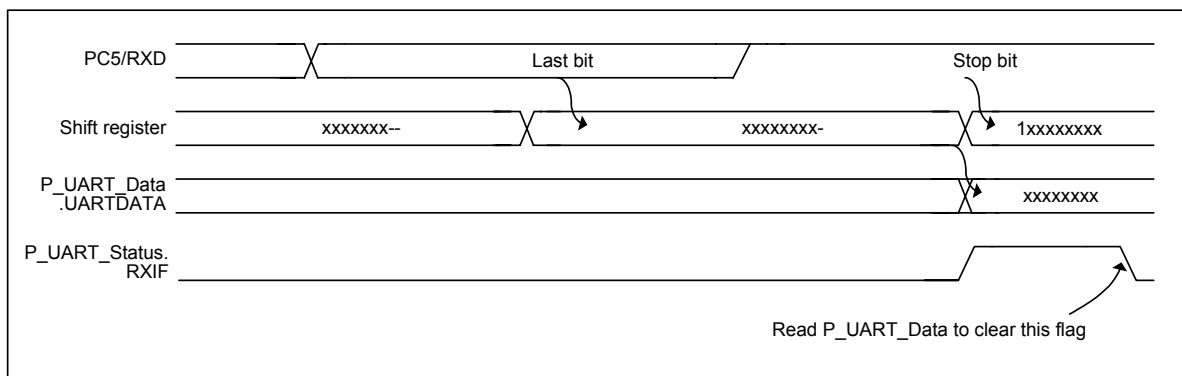 PC5/RXD
Last bit
Stop bit
Shift register
xxxxxxx--
xxxxxxxx-
1xxxxxxxx
P_UART_Data
.UARTDATA
xxxxxxxx
P_UART_Status.
RXIF
Read P_UART_Data to clear this flag